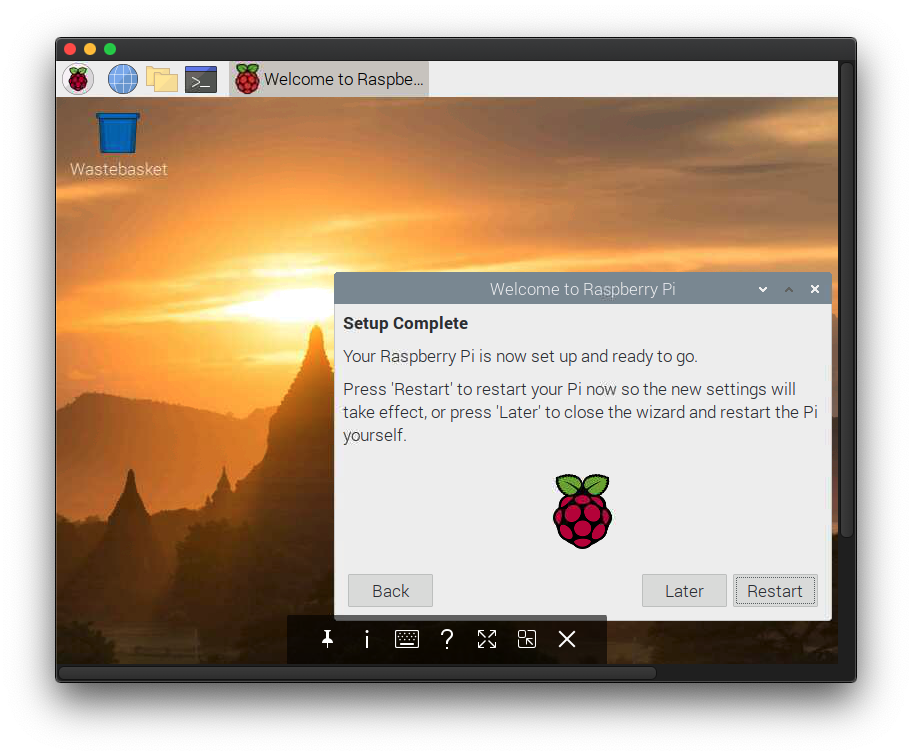 Welcome to Raspbe...
Wastebasket
Welcome to Raspberry Pi
Setup Complete
Your Raspberry Pi is now set up and ready to go.
Press 'Restart' to restart your Pi now so the new settings will
take effect, or press 'Later' to close the wizard and restart the Pi
yourself.
Back
Later
Restart